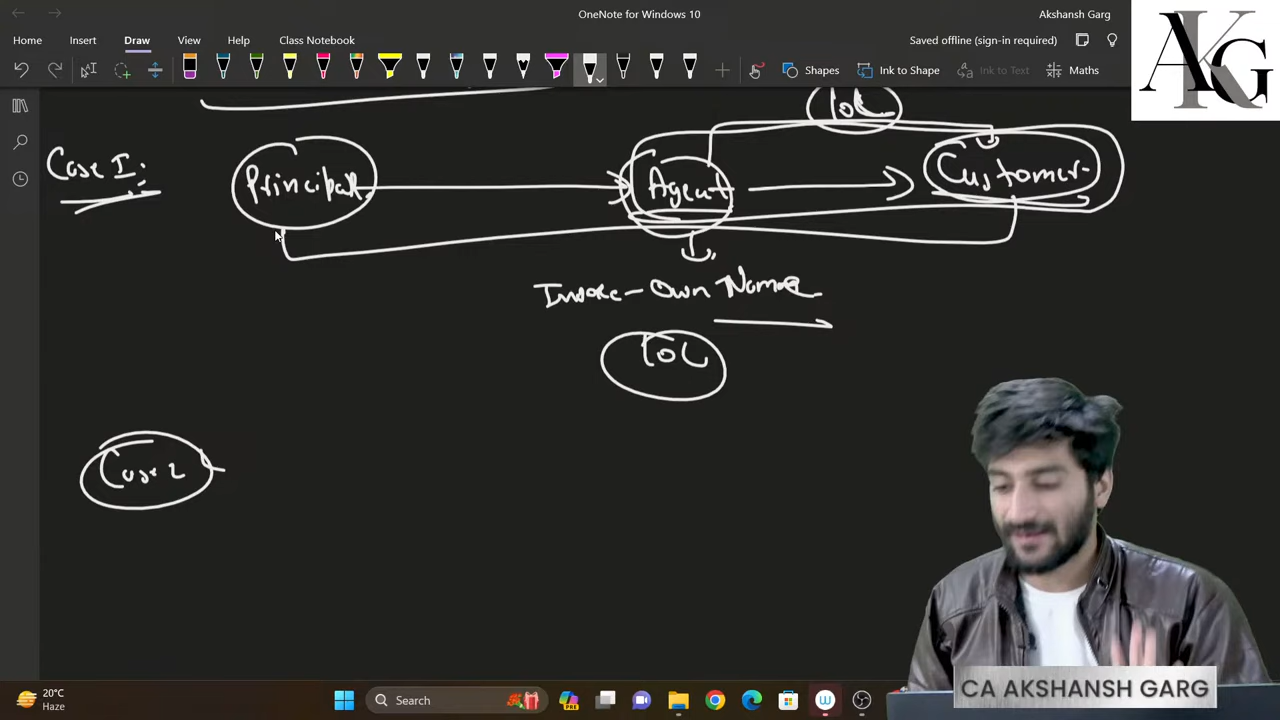 OneNote for Windows 10
Akshansh Garg
Home Insert Draw View Help Class Notebook
Saved offline (sign-in required)
Shapes
Ink to Shape
Ink to Text
Maths
AKG
Case I:
Principal
Agent
Customer
Invoice - Own Name
Case 2
CA AKSHANSH GARG
20°C
Haze
Search